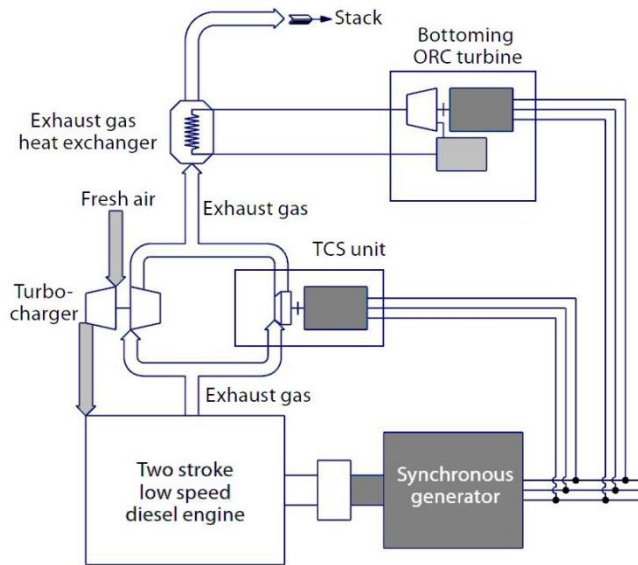 Stack
Bottoming
ORC turbine
Exhaust gas
heat exchanger
Fresh air
Exhaust gas
TCS unit
Turbo-
charger
Exhaust gas
Two stroke
low speed
diesel engine
Synchronous
generator